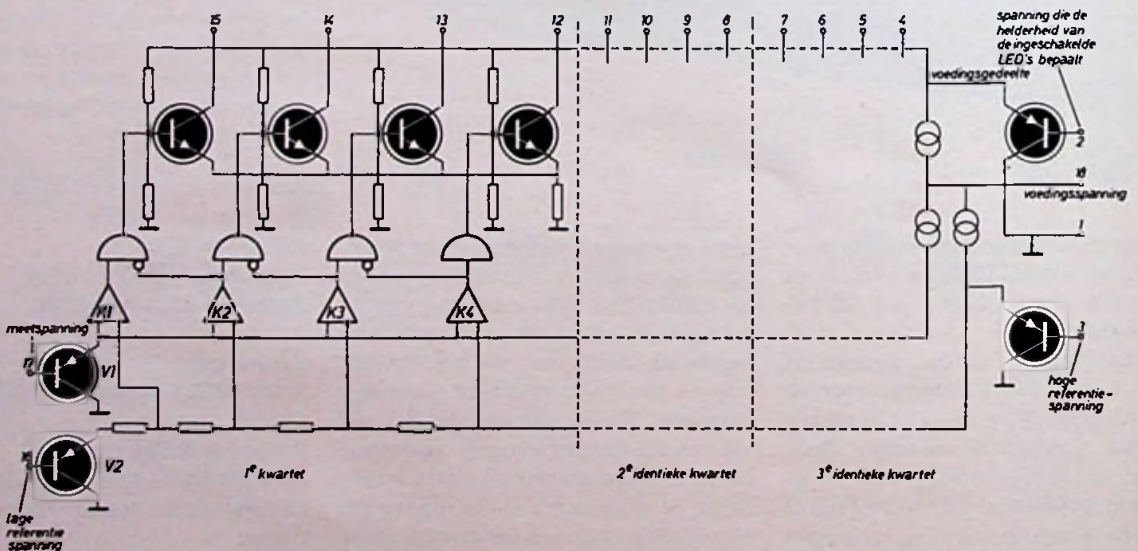 15 14 13 12 11 10 9 8 7 6 5 4
spanning die de
helderheid van
de ingeschakelde
LED's bepaalt
voedingsgedeelte
2
18
voedingsspanning
1
K1 K2 K3 K4
meetspanning
17
V1
3
hoge
referentie-
spanning
16
V2
1e kwartet 2e identieke kwartet 3e identieke kwartet
lage
referentie
spanning